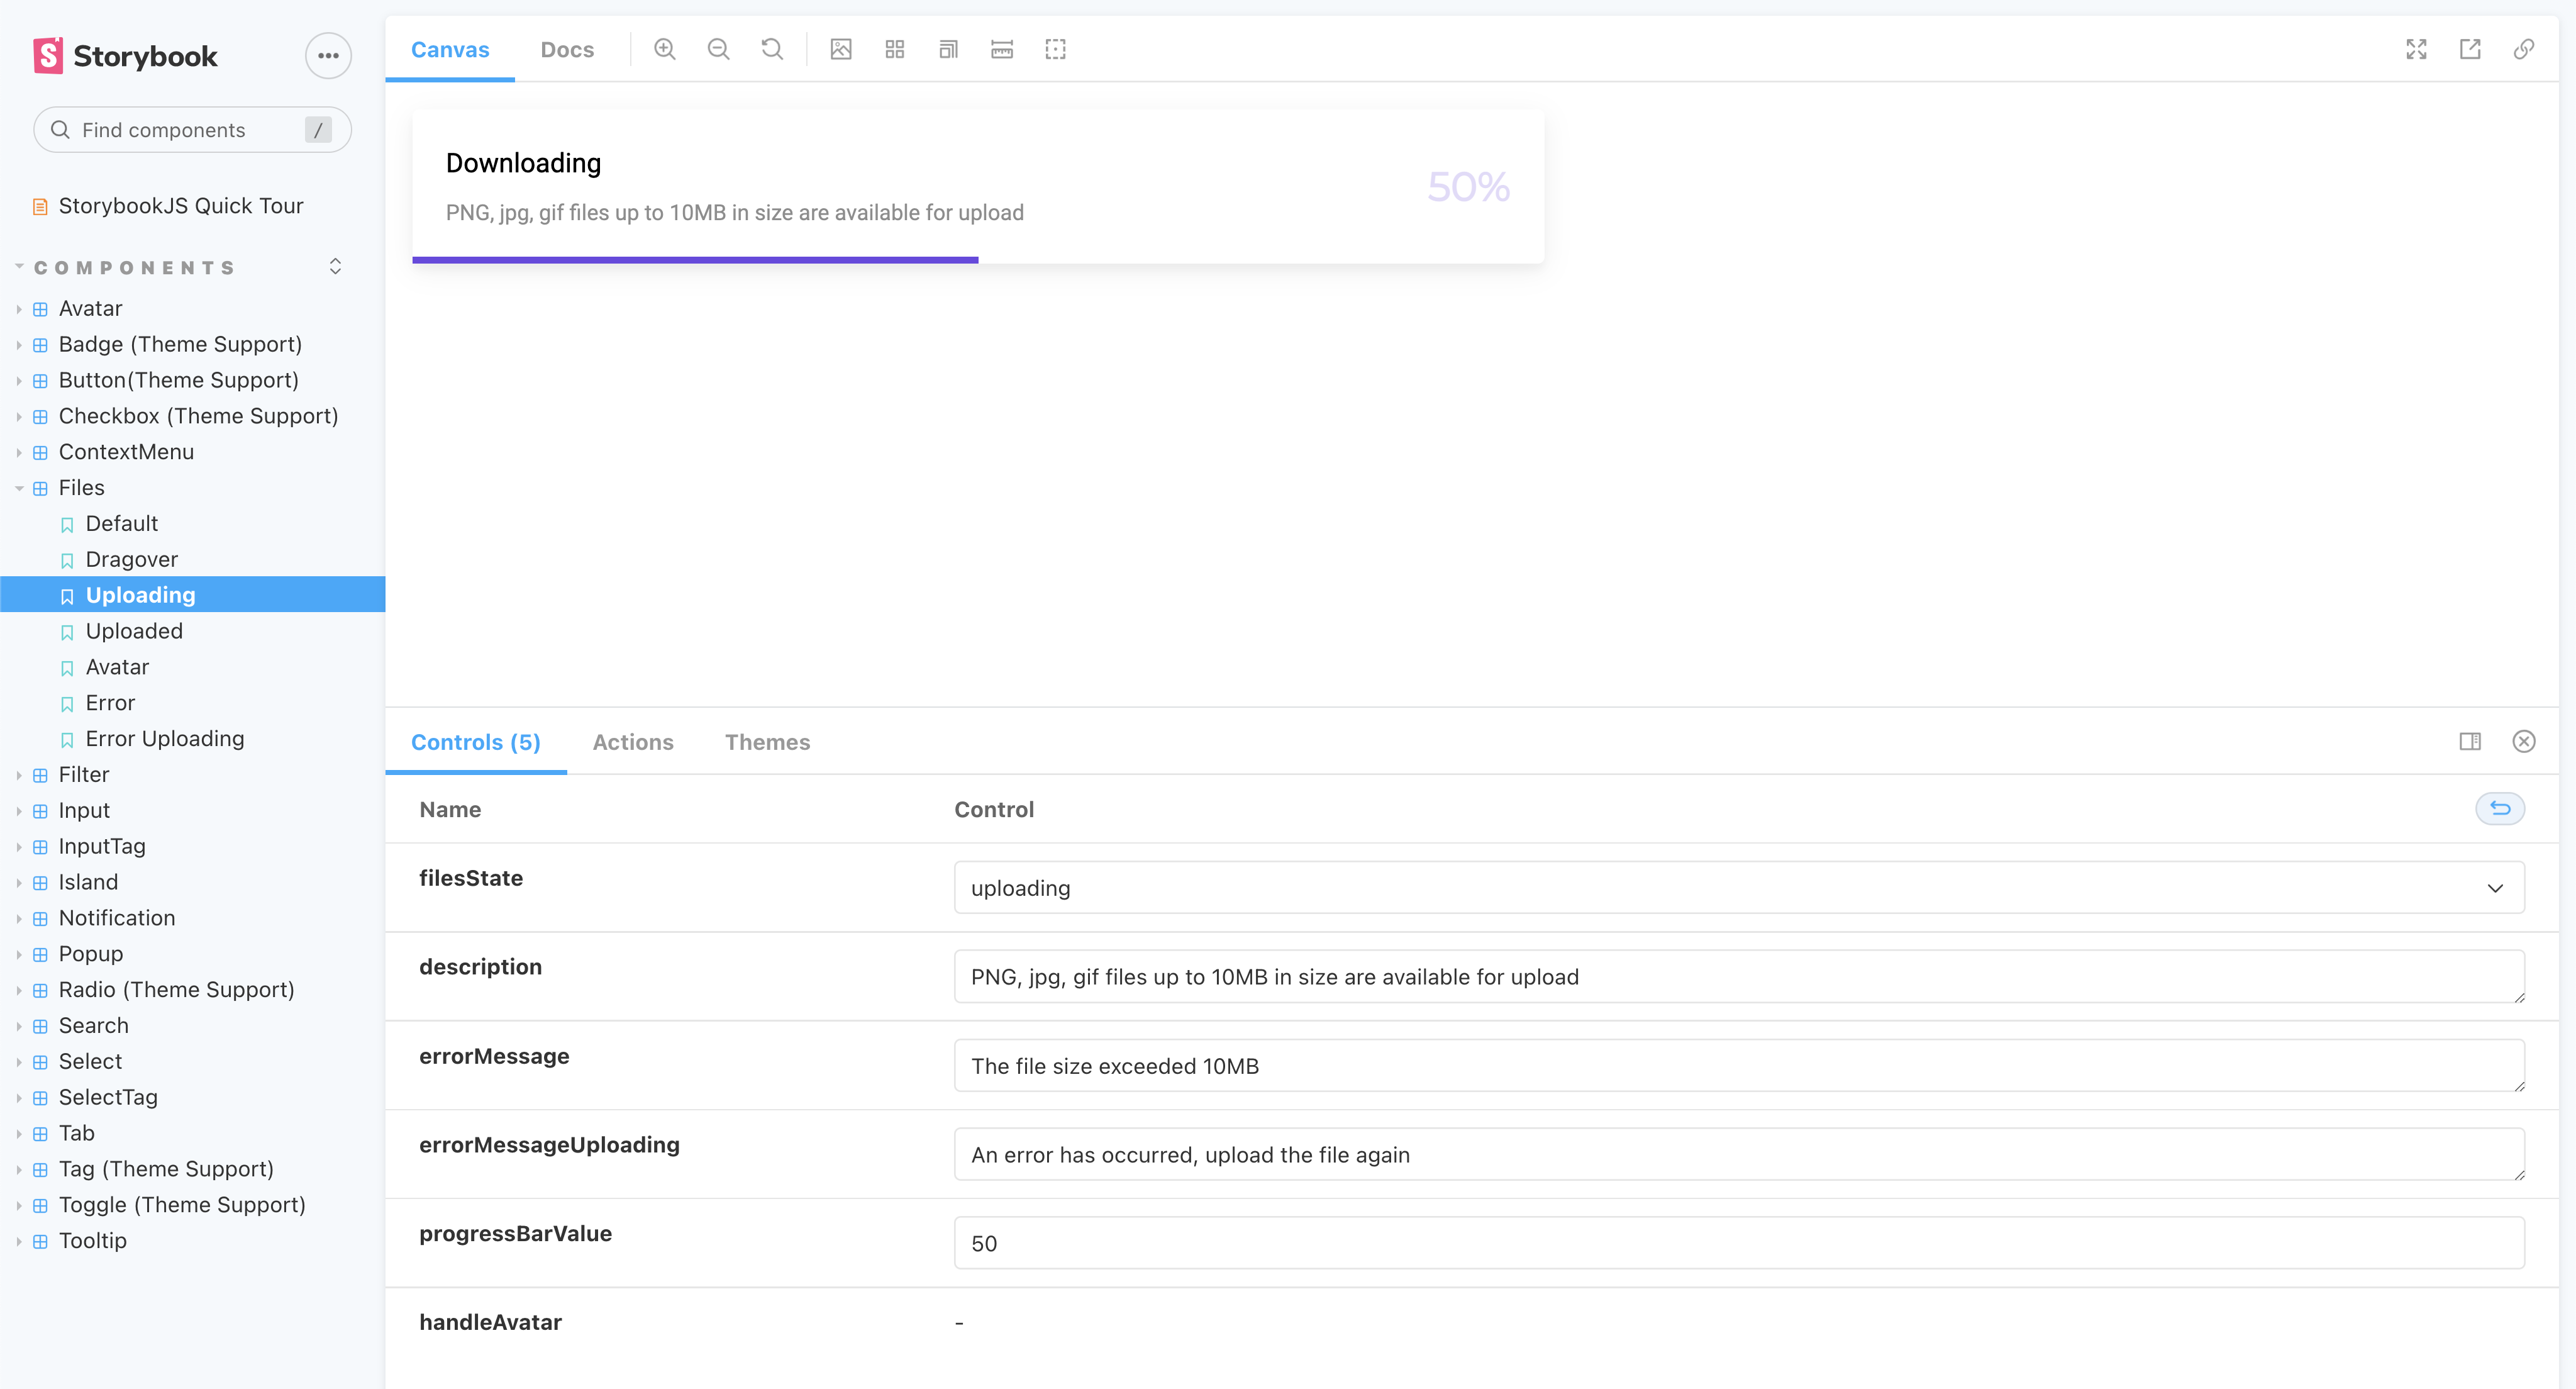 Storybook
Find components
/
StorybookJS Quick Tour
COMPONENTS
Avatar
Badge (Theme Support)
Button(Theme Support)
Checkbox (Theme Support)
ContextMenu
Files
Default
Dragover
Uploading
Uploaded
Avatar
Error
Error Uploading
Filter
Input
InputTag
Island
Notification
Popup
Radio (Theme Support)
Search
Select
SelectTag
Tab
Tag (Theme Support)
Toggle (Theme Support)
Tooltip
Canvas
Docs
Downloading
PNG, jpg, gif files up to 10MB in size are available for upload
50%
Controls (5)
Actions
Themes
Name
Control
filesState
uploading
description
PNG, jpg, gif files up to 10MB in size are available for upload
errorMessage
The file size exceeded 10MB
errorMessageUploading
An error has occurred, upload the file again
progressBarValue
50
handleAvatar
-